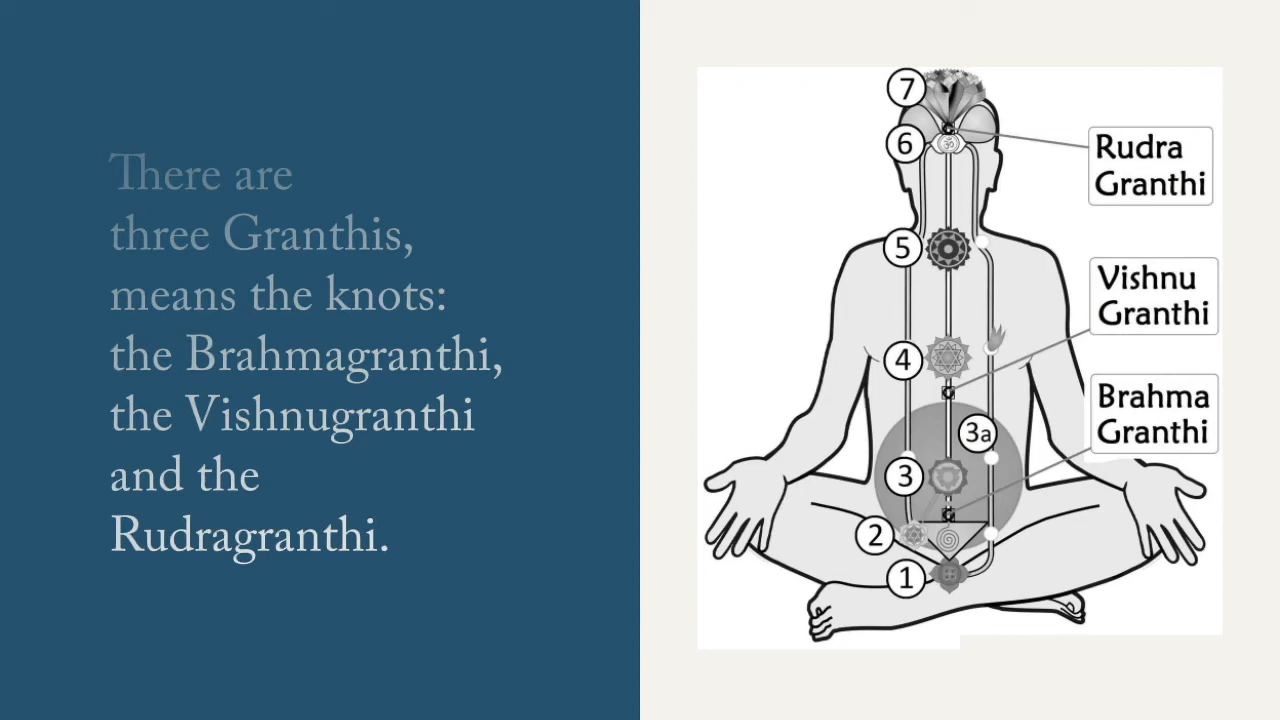 There are
three Granthis,
means the knots:
the Brahmagranthi,
the Vishnugranthi
and the
Rudragranthi.
7
6
Rudra
Granthi
5
Vishnu
Granthi
4
Brahma
Granthi
3a
3
2
1
ॐ